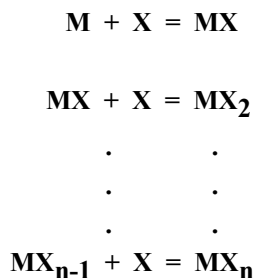 M + X = MX
MX + X = MX₂
. .
. .
. .
MXₙ₋₁ + X = MXₙ